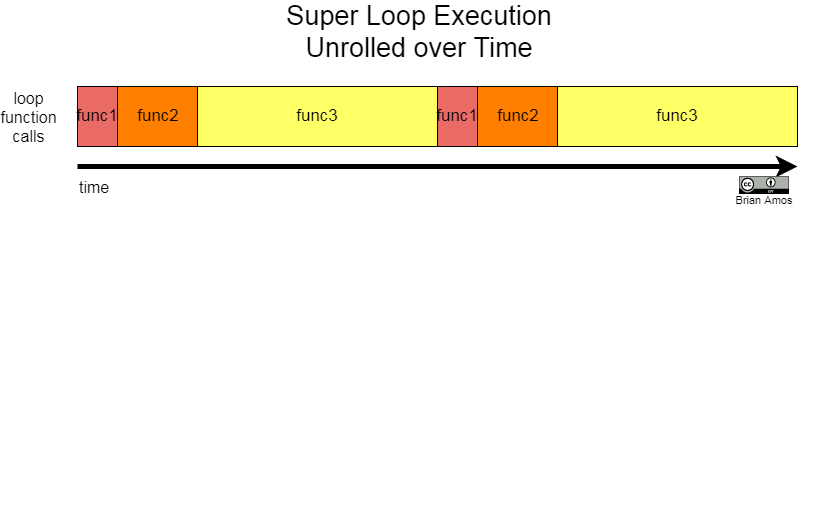 Super Loop Execution
Unrolled over Time
loop
function
calls
func1 func2 func3 func1 func2 func3
time
cc
BY
Brian Amos